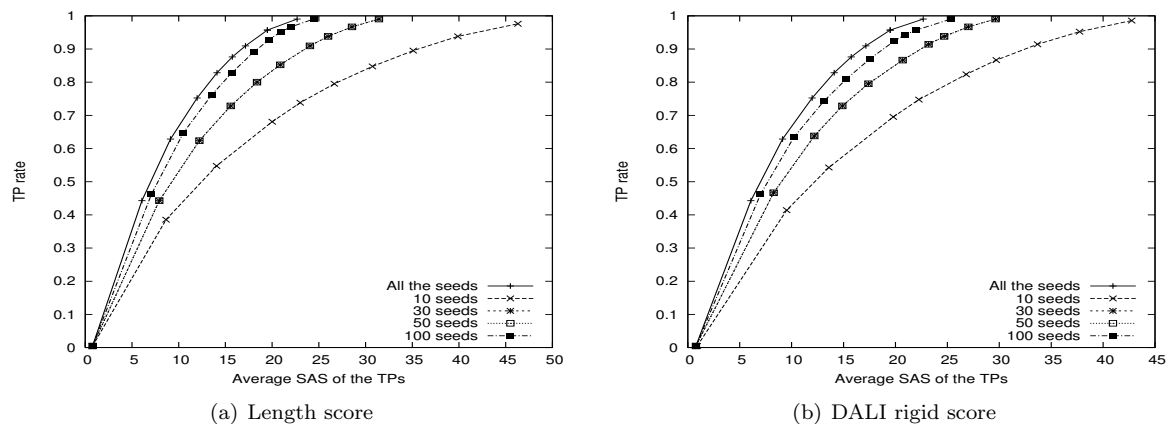 1
0.9
0.8
0.7
0.6
0.5
0.4
0.3
0.2
0.1
0
TP rate
All the seeds
10 seeds
30 seeds
50 seeds
100 seeds
0 5 10 15 20 25 30 35 40 45 50
Average SAS of the TPs
(a) Length score
1
0.9
0.8
0.7
0.6
0.5
0.4
0.3
0.2
0.1
0
TP rate
All the seeds
10 seeds
30 seeds
50 seeds
100 seeds
0 5 10 15 20 25 30 35 40 45
Average SAS of the TPs
(b) DALI rigid score